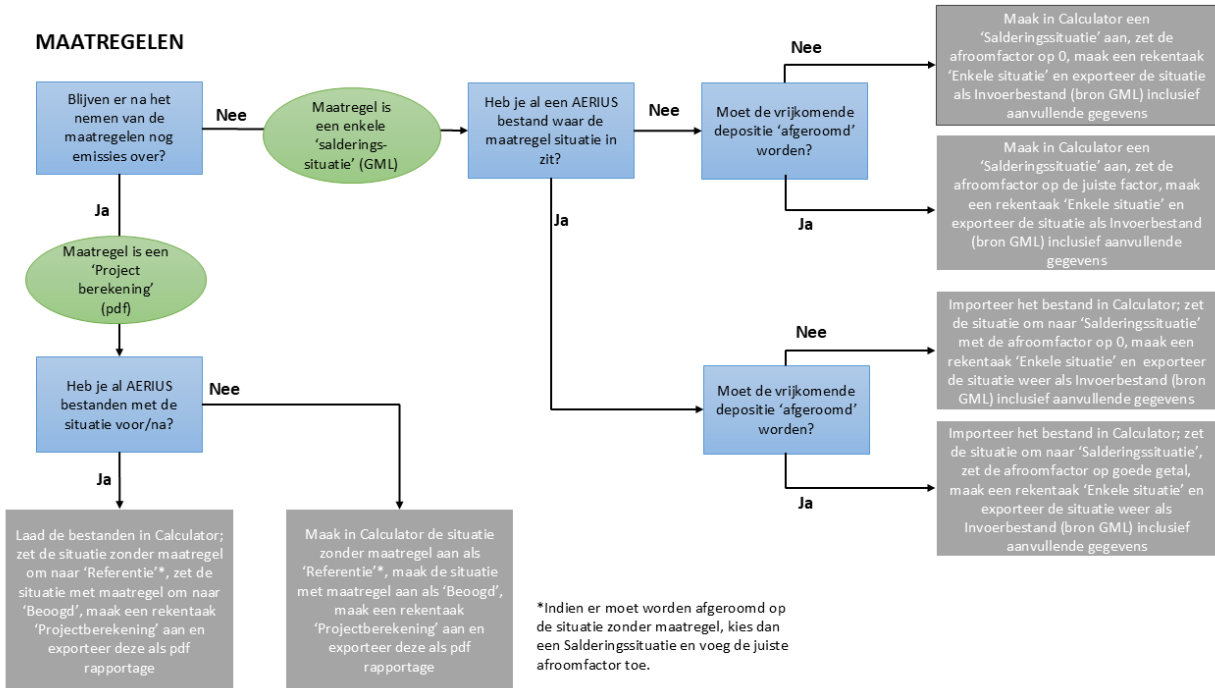 MAATREGELEN
Blijven er na het
nemen van de
maatregelen nog
emissies over?
Nee
Maatregel is
een enkele
‘salderings-
situatie’ (GML)
Heb je al een AERIUS
bestand waar de
maatregel situatie in
zit?
Nee
Moet de vrijkomende
depositie ‘afgeroomd’
worden?
Nee
Maak in Calculator een
‘Salderingssituatie’ aan, zet de
afroomfactor op 0, maak een rekentaak
‘Enkele situatie’ en exporteer de situatie
als Invoerbestand (bron GML) inclusief
aanvullende gegevens
Ja
Maak in Calculator een
‘Salderingssituatie’ aan, zet de
afroomfactor op de juiste factor, maak
een rekentaak ‘Enkele situatie’ en
exporteer de situatie als Invoerbestand
(bron GML) inclusief aanvullende
gegevens
Ja
Moet de vrijkomende
depositie ‘afgeroomd’
worden?
Nee
Importeer het bestand in Calculator; zet
de situatie om naar ‘Salderingssituatie’
met de afroomfactor op 0, maak een
rekentaak ‘Enkele situatie’ en exporteer
de situatie weer als Invoerbestand (bron
GML) inclusief aanvullende gegevens
Ja
Importeer het bestand in Calculator; zet
de situatie om naar ‘Salderingssituatie’,
zet de afroomfactor op goede getal,
maak een rekentaak ‘Enkele situatie’ en
exporteer de situatie weer als
Invoerbestand (bron GML) inclusief
aanvullende gegevens
Ja
Maatregel is een
‘Project
berekening’
(pdf)
Heb je al AERIUS
bestanden met de
situatie voor/na?
Nee
Ja
Laad de bestanden in Calculator;
zet de situatie zonder maatregel
om naar ‘Referentie’*, zet de
situatie met maatregel om naar
‘Beoogd’, maak een rekentaak
‘Projectberekening’ aan en
exporteer deze als pdf
rapportage
Maak in Calculator de situatie
zonder maatregel aan als
‘Referentie’*, maak de situatie
met maatregel aan als ‘Beoogd’,
maak een rekentaak
‘Projectberekening’ aan en
exporteer deze als pdf
rapportage
*Indien er moet worden afgeroomd op
de situatie zonder maatregel, kies dan
een Salderingssituatie en voeg de juiste
afroomfactor toe.